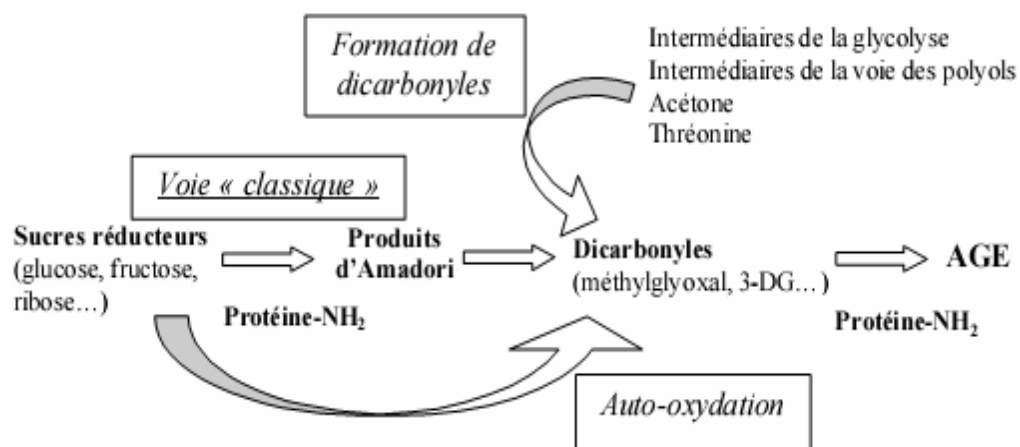 Formation de
dicarbonyles
Intermédiaires de la glycolyse
Intermédiaires de la voie des polyols
Acétone
Thréonine
Voie « classique »
Sucres réducteurs
(glucose, fructose,
ribose…)
Protéine-NH₂
Produits
d’Amadori
Dicarbonyles
(méthylglyoxal, 3-DG… )
AGE
Protéine-NH₂
Auto-oxydation